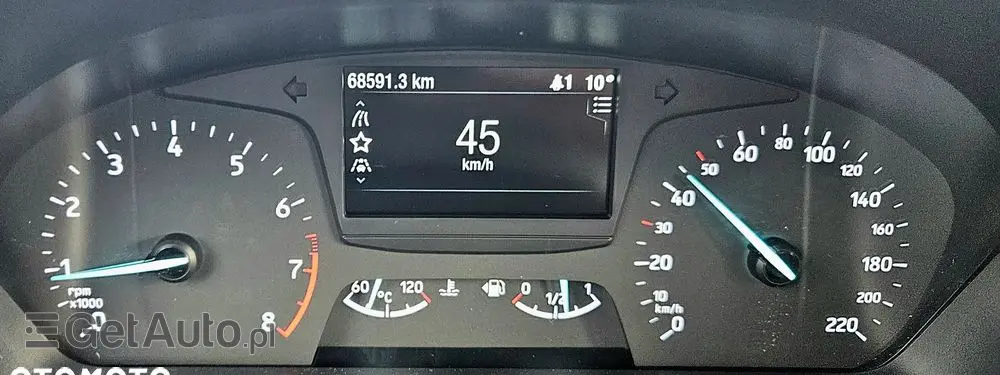 68591.3 km 1 10°
45
km/h
0 1 2 3 4 5 6 7 8
rpm
x1000
60 120
°C
0 1/2 1
0 10 20 30 40 50 60 80 100 120 140 160 180 200 220
km/h
GetAuto.pl
OTOMOTO